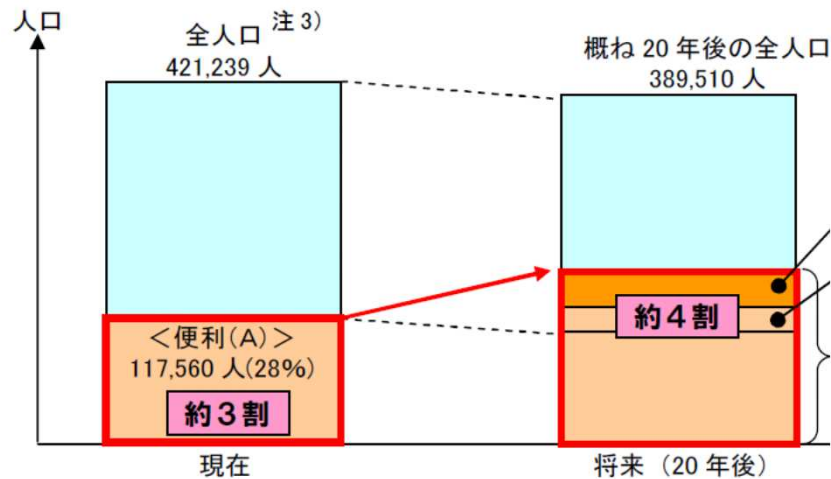 人口
全人口 注3)
421,239 人
概ね 20 年後の全人口
389,510 人
＜便利(A)＞
117,560 人(28%)
約３割
約４割
現在
将来（20 年後）